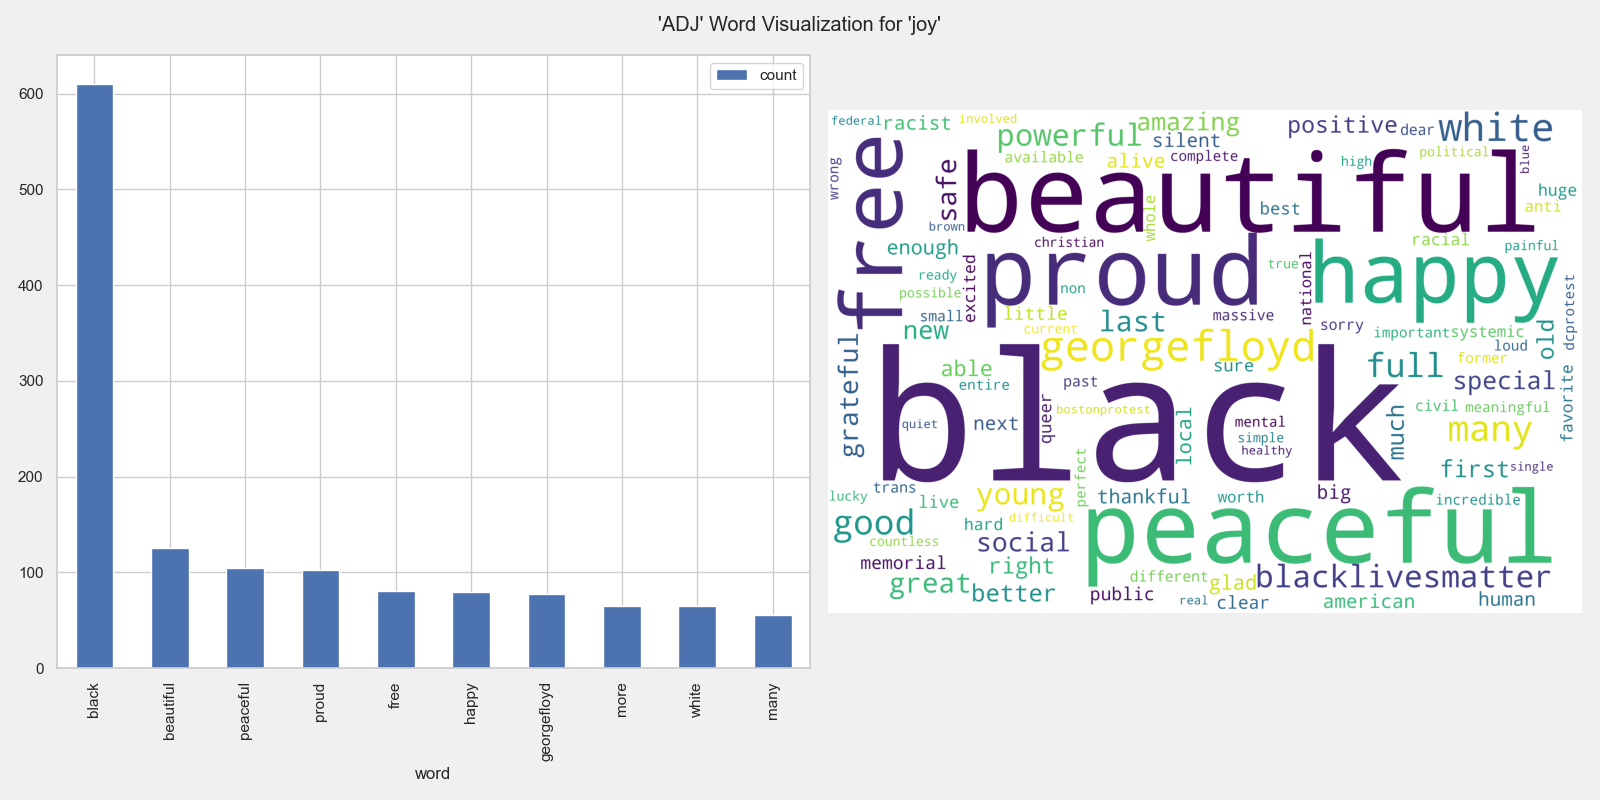 'ADJ' Word Visualization for 'joy'
count
600
500
400
300
200
100
0
black
beautiful
peaceful
proud
free
happy
georgefloyd
more
white
many
word
federal
racist
involved
powerful
amazing
silent
positive
dear
white
wrong
free
safe
available
alive
complete
high
political
blue
beautiful
huge
anti
best
whole
brown
enough
christian
racial
painful
proud
happy
true
national
ready
excited
non
possible
small
little
current
last
massive
sorry
new
important
systemic
old
dcprotest
loud
grateful
georgefloyd
able
sure
full
former
special
entire
past
black
favorite
queer
bostonprotest
quiet
next
local
mental
simple
healthy
much
civil
meaningful
many
perfect
first
single
lucky
trans
live
young
thankful
worth
big
incredible
good
hard
difficult
peaceful
countless
social
memorial
right
great
better
different
glad
blacklivesmatter
public
real
clear
american
human